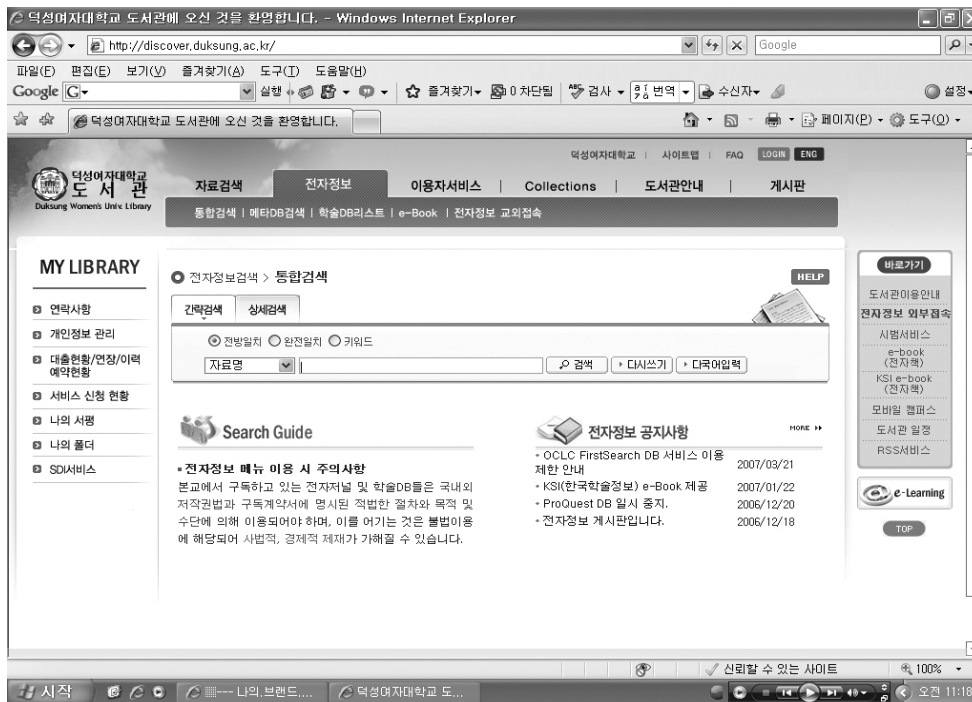 덕성여자대학교 도서관에 오신 것을 환영합니다. - Windows Internet Explorer
http://discover.duksung.ac.kr/
Google
파일(F) 편집(E) 보기(V) 즐겨찾기(A) 도구(T) 도움말(H)
Google G 실행 즐겨찾기 0 차단됨 검사 번역 수신자 설정
덕성여자대학교 도서관에 오신 것을 환영합니다. 페이지(P) 도구(O)
덕성여자대학교 | 사이트맵 | FAQ LOGIN ENG
덕성여자대학교
도서관
Duksung Women's Univ. Library
자료검색 전자정보 이용자서비스 | Collections | 도서관안내 | 게시판
통합검색 | 메타DB검색 | 학술DB리스트 | e-Book | 전자정보 교외접속
MY LIBRARY
연락사항
개인정보 관리
대출현황/연장/이력
예약현황
서비스 신청 현황
나의 서평
나의 폴더
SDI서비스
전자정보검색 > 통합검색
HELP
간략검색 상세검색
전방일치 완전일치 키워드
자료명 검색 다시쓰기 다국어입력
Search Guide
전자정보 메뉴 이용 시 주의사항
본교에서 구독하고 있는 전자저널 및 학술DB들은 국내외
저작권법과 구독계약서에 명시된 적법한 절차와 목적 및
수단에 의해 이용되어야 하며, 이를 어기는 것은 불법이용
에 해당되어 사법적, 경제적 제재가 가해질 수 있습니다.
전자정보 공지사항 MORE
OCLC FirstSearch DB 서비스 이용
제한 안내 2007/03/21
KSI(한국학술정보) e-Book 제공 2007/01/22
ProQuest DB 일시 중지. 2006/12/20
전자정보 게시판입니다. 2006/12/18
바로가기
도서관이용안내
전자정보 외부접속
시범서비스
e-book
(전자책)
KSI e-book
(전자책)
모바일 캠퍼스
도서관 일정
RSS서비스
e-Learning
TOP
신뢰할 수 있는 사이트 100%
시작 --- 나의,브랜드,... 덕성여자대학교 도... 오전 11:18